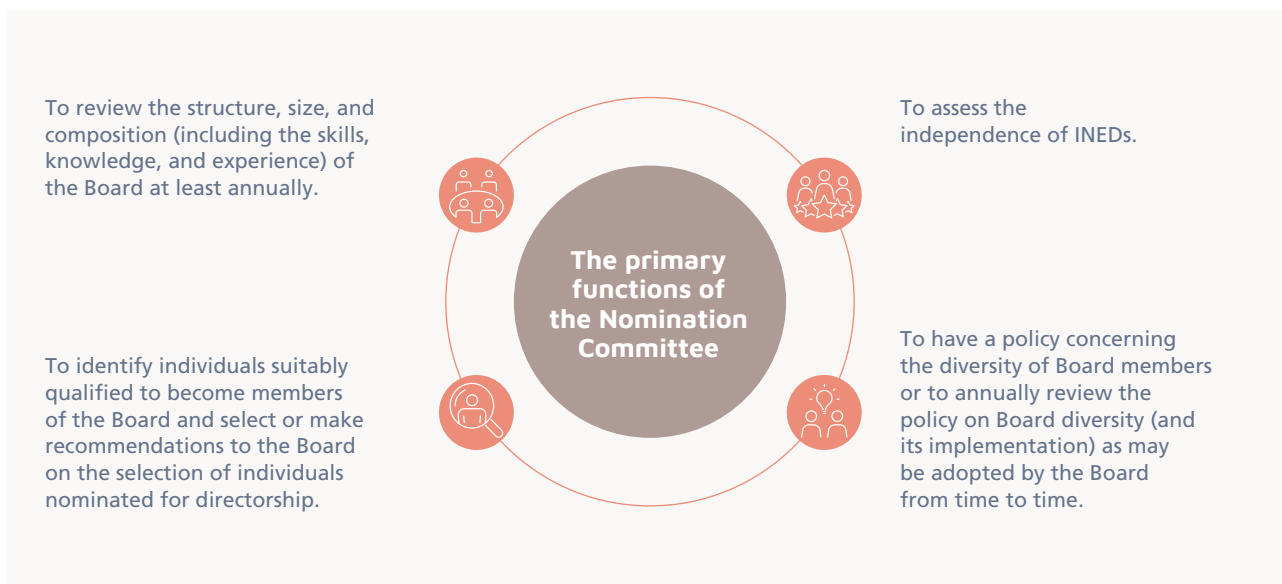 To review the structure, size, and
composition (including the skills,
knowledge, and experience) of
the Board at least annually.
To assess the
independence of INEDs.
The primary
functions of
the Nomination
Committee
To identify individuals suitably
qualified to become members
of the Board and select or make
recommendations to the Board
on the selection of individuals
nominated for directorship.
To have a policy concerning
the diversity of Board members
or to annually review the
policy on Board diversity (and
its implementation) as may
be adopted by the Board
from time to time.